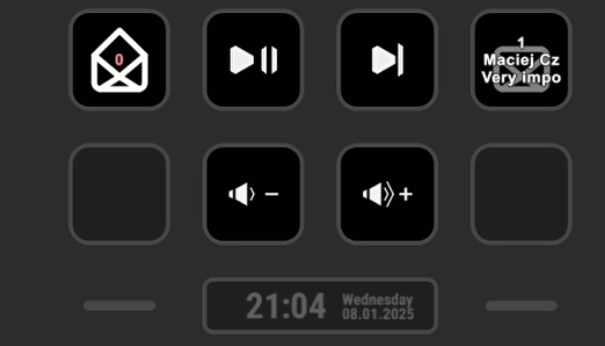 0
1
Maciej Cz
Very impo
-
+
21:04
Wednesday
08.01.2025